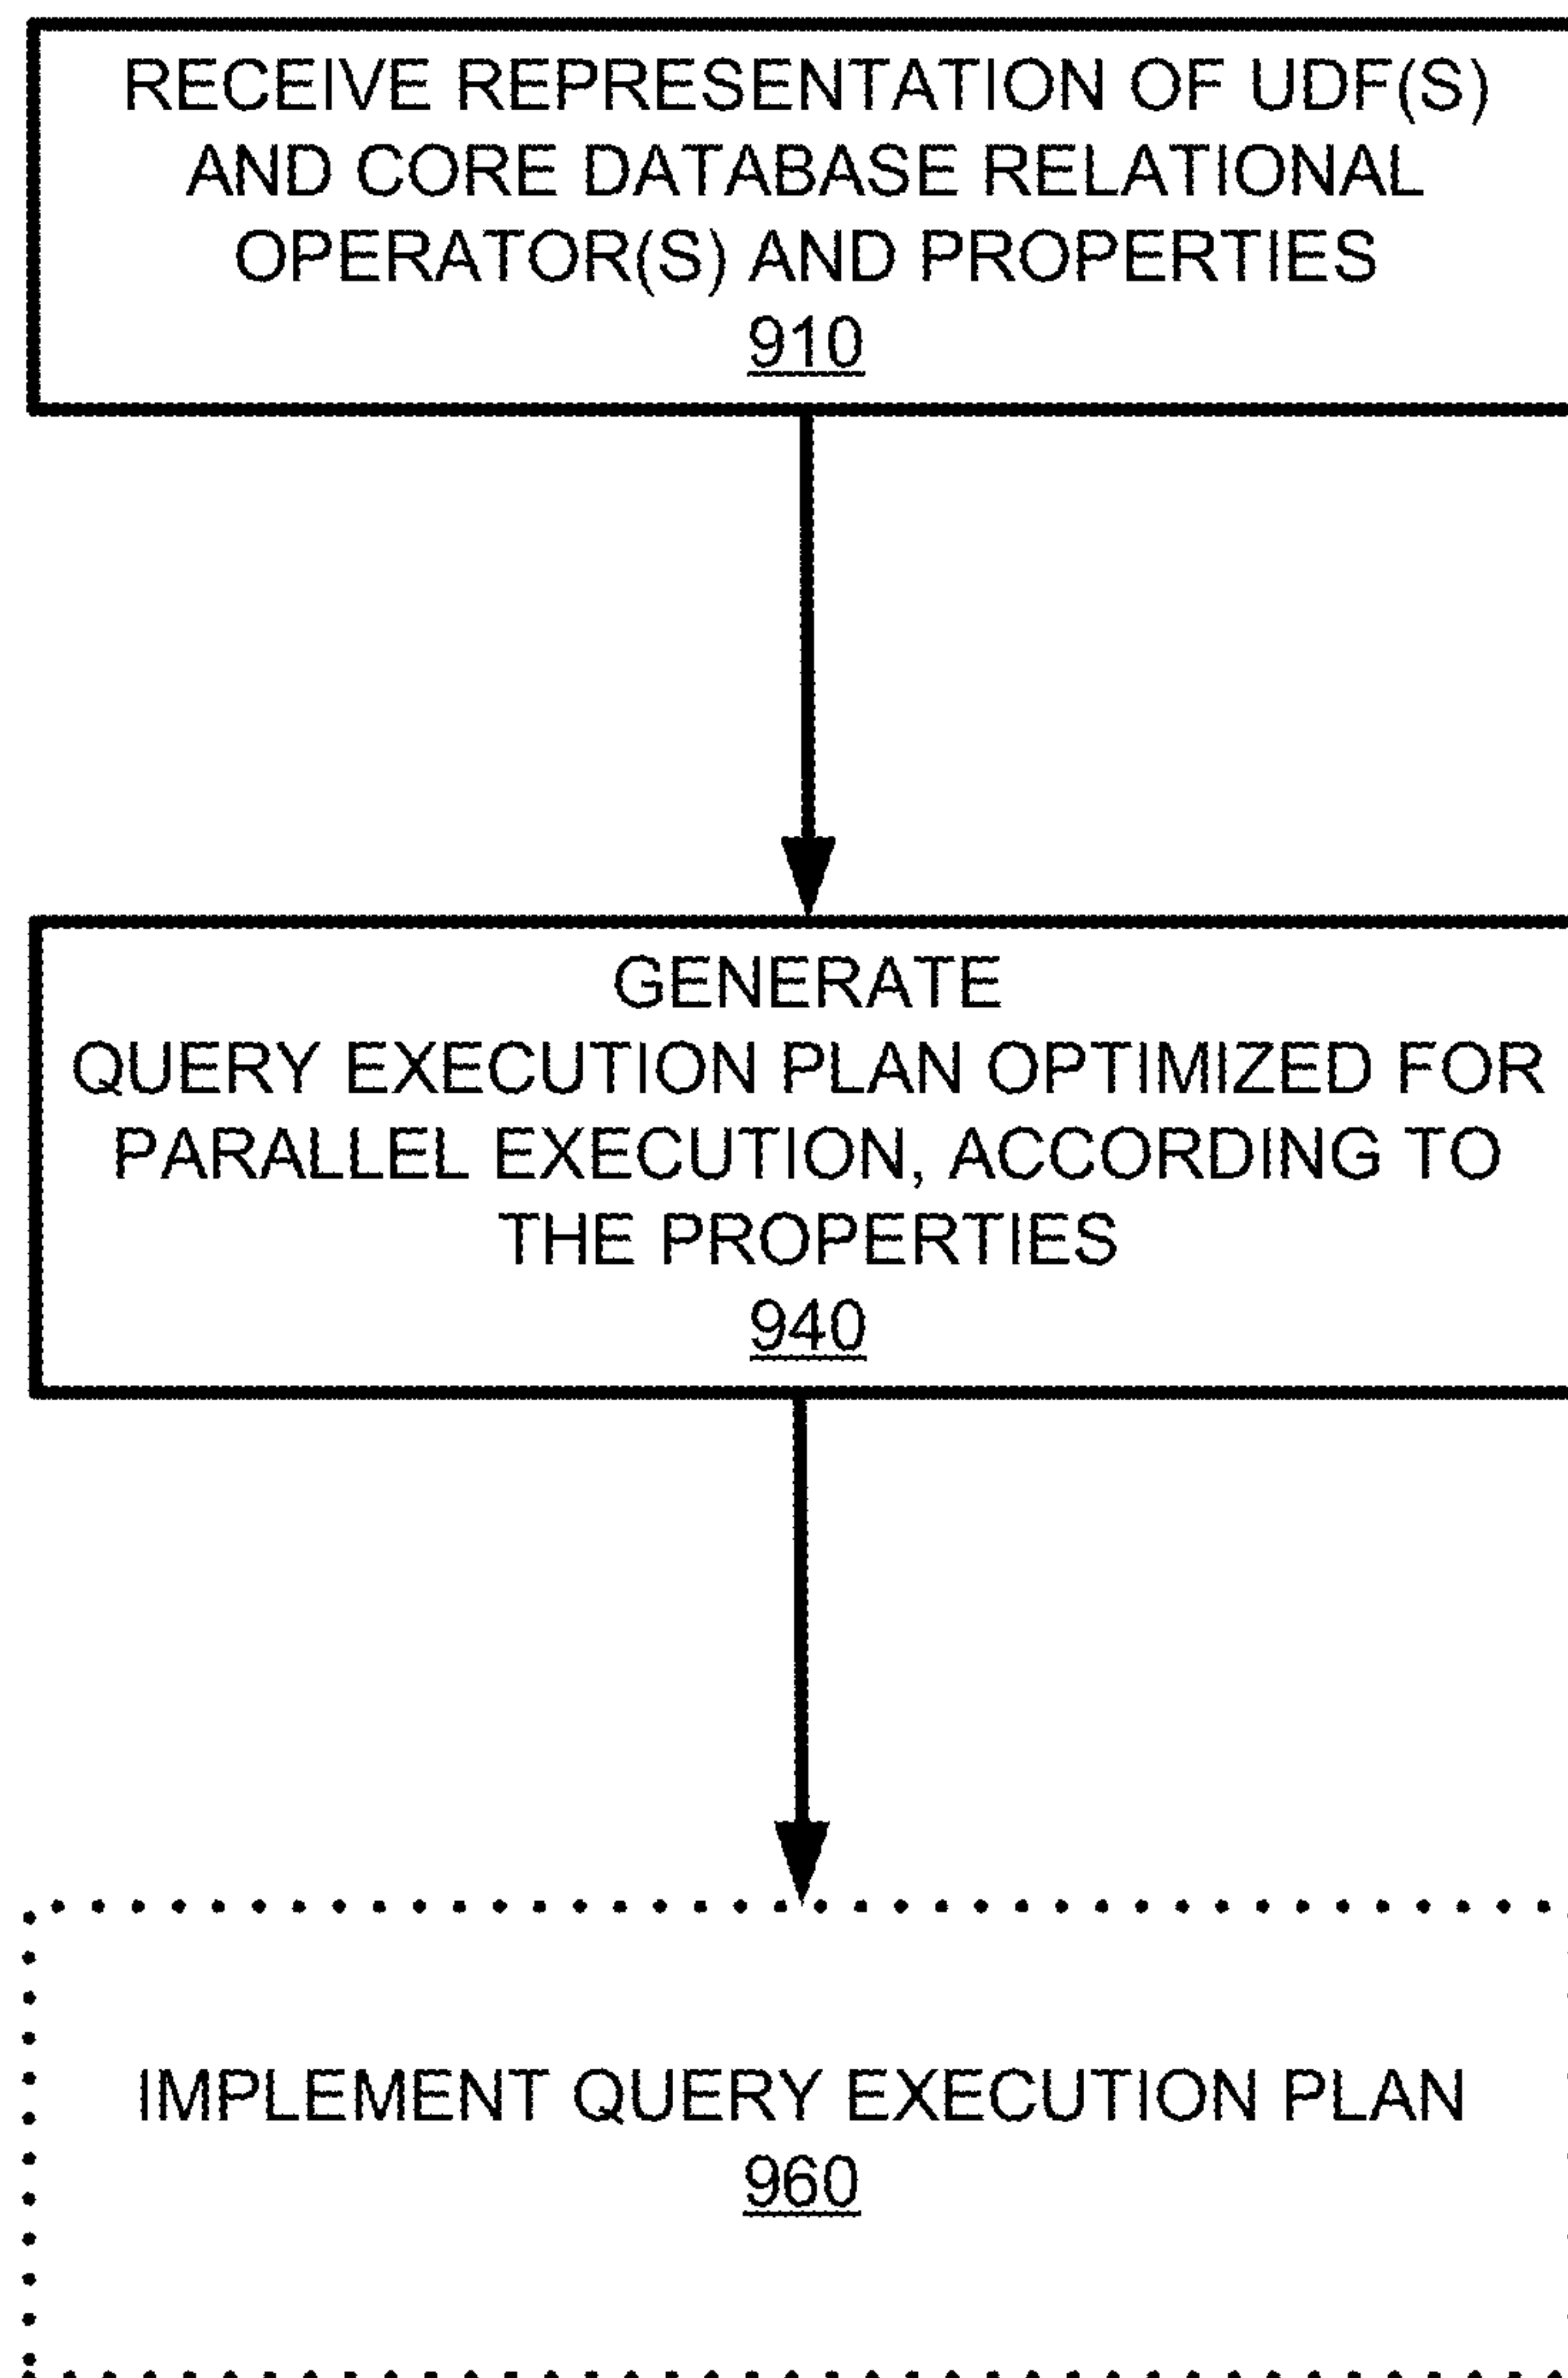 RECEIVE REPRESENTATION OF UDF(S)
AND CORE DATABASE RELATIONAL
OPERATOR(S) AND PROPERTIES
910
GENERATE
QUERY EXECUTION PLAN OPTIMIZED FOR
PARALLEL EXECUTION, ACCORDING TO
THE PROPERTIES
940
IMPLEMENT QUERY EXECUTION PLAN
960